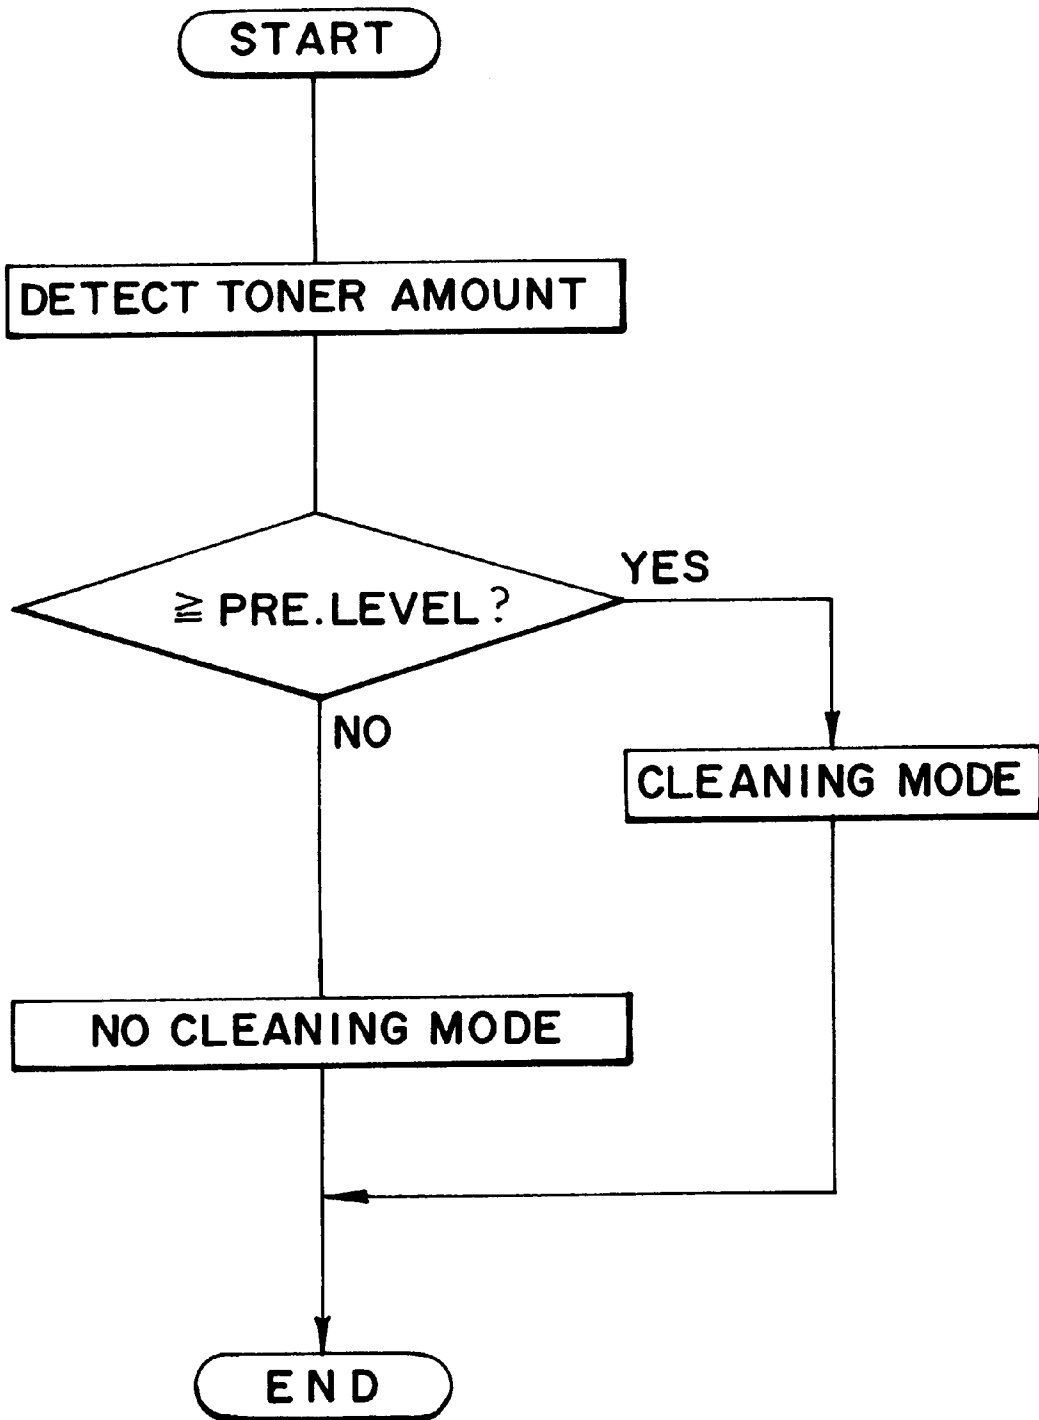 START
DETECT TONER AMOUNT
≧ PRE.LEVEL?
YES
NO
CLEANING MODE
NO CLEANING MODE
END